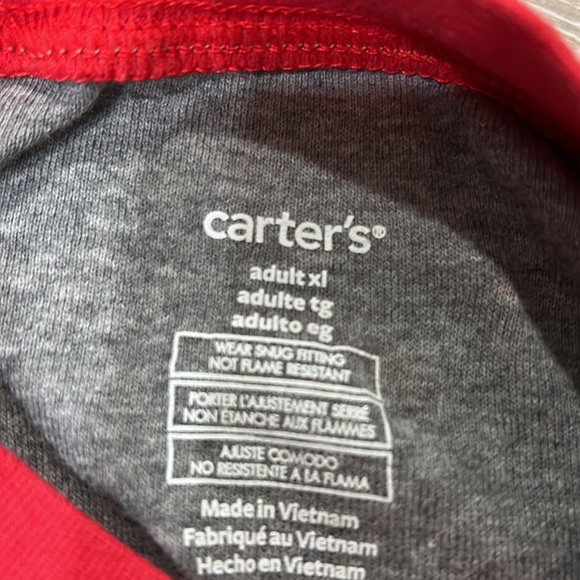 carter's®
adult xl
adulte tg
adulto eg
WEAR SNUG FITTING
NOT FLAME RESISTANT
PORTER L'AJUSTEMENT SERRÉ
NON ÉTANCHE AUX FLAMMES
AJUSTE COMODO
NO RESISTENTE A LA FLAMA
Made in Vietnam
Fabriqué au Vietnam
Hecho en Vietnam